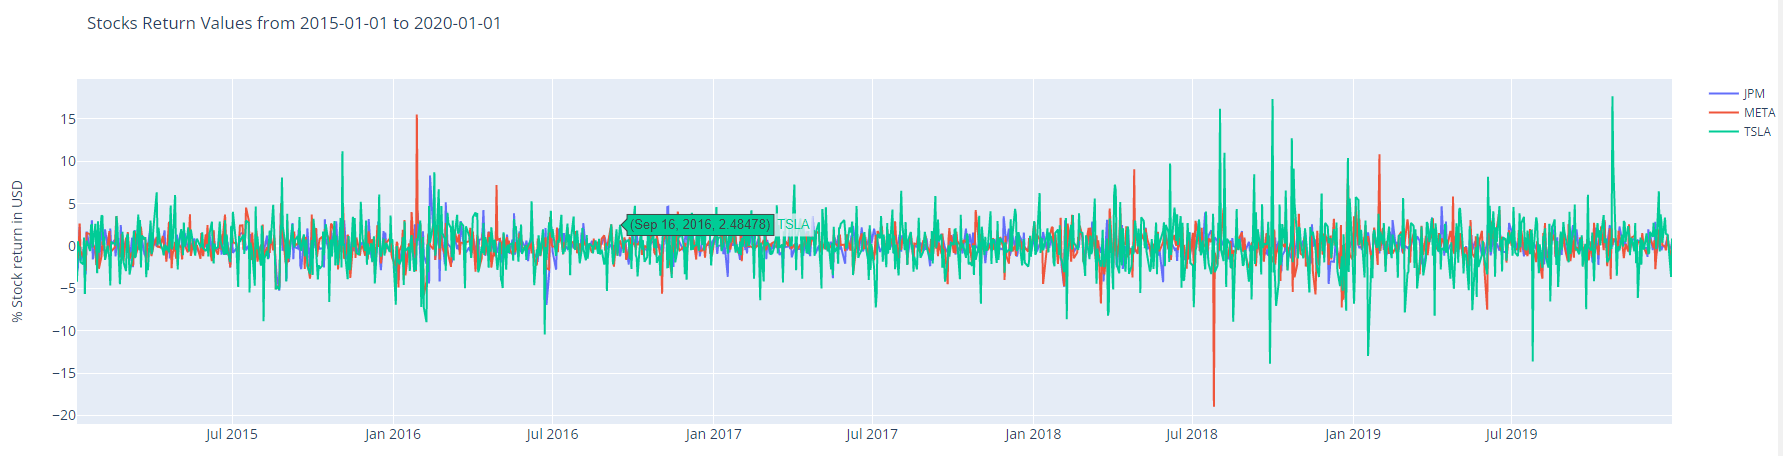 Stocks Return Values from 2015-01-01 to 2020-01-01
JPM
META
TSLA
% Stock return in USD
15
10
5
0
−5
−10
−15
−20
(Sep 16, 2016, 2.48478) TSLA
Jul 2015
Jan 2016
Jul 2016
Jan 2017
Jul 2017
Jan 2018
Jul 2018
Jan 2019
Jul 2019